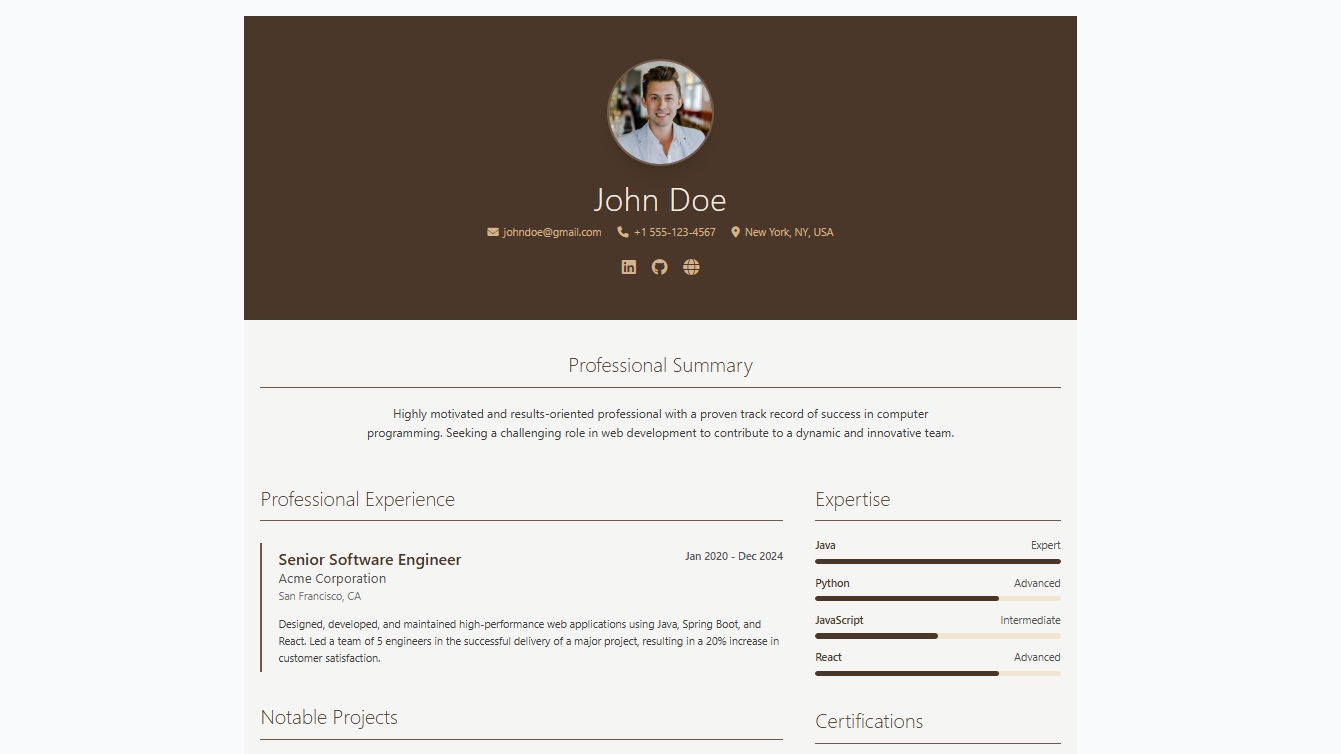 John Doe
johndoe@gmail.com +1 555-123-4567 New York, NY, USA
Professional Summary
Highly motivated and results-oriented professional with a proven track record of success in computer
programming. Seeking a challenging role in web development to contribute to a dynamic and innovative team.
Professional Experience
Senior Software Engineer
Jan 2020 - Dec 2024
Acme Corporation
San Francisco, CA
Designed, developed, and maintained high-performance web applications using Java, Spring Boot, and
React. Led a team of 5 engineers in the successful delivery of a major project, resulting in a 20% increase in
customer satisfaction.
Notable Projects
Expertise
Java Expert
Python Advanced
JavaScript Intermediate
React Advanced
Certifications